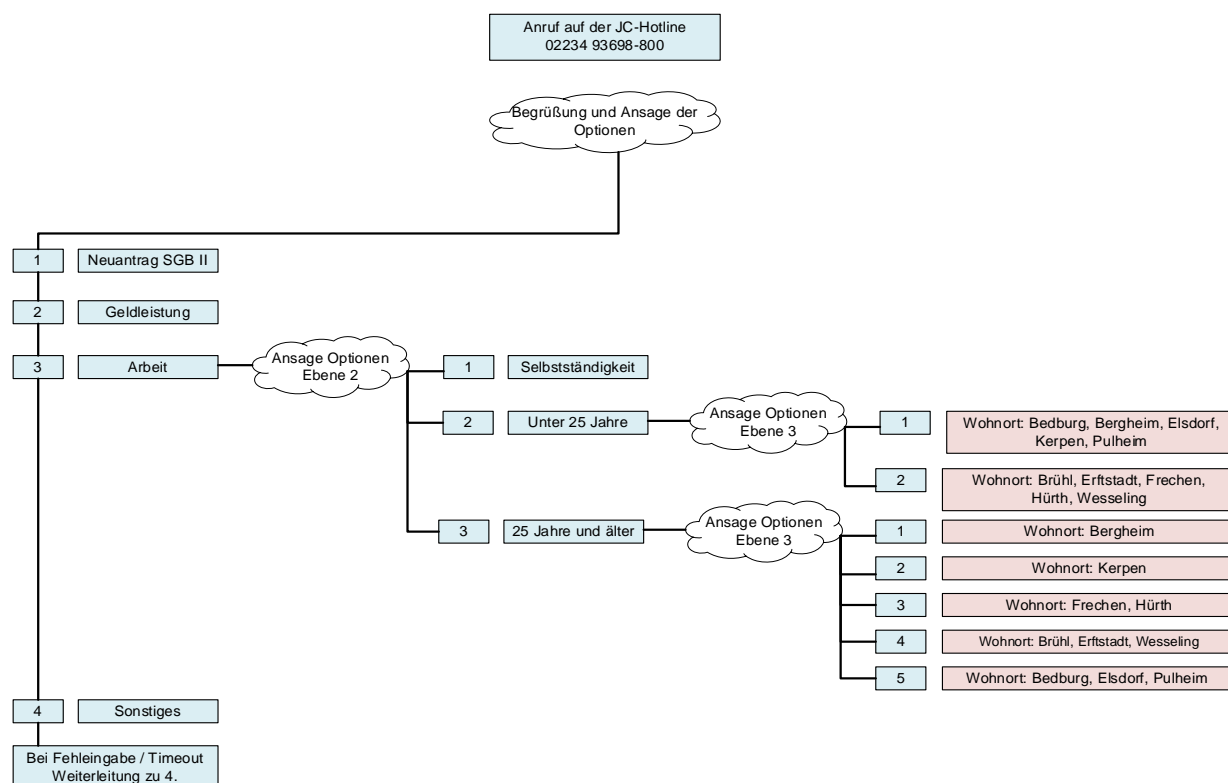 Anruf auf der JC-Hotline
02234 93698-800
Begrüßung und Ansage der
Optionen
1
Neuantrag SGB II
2
Geldleistung
3
Arbeit
Ansage Optionen
Ebene 2
1
Selbstständigkeit
2
Unter 25 Jahre
Ansage Optionen
Ebene 3
1
Wohnort: Bedburg, Bergheim, Elsdorf,
Kerpen, Pulheim
2
Wohnort: Brühl, Erftstadt, Frechen,
Hürth, Wesseling
3
25 Jahre und älter
Ansage Optionen
Ebene 3
1
Wohnort: Bergheim
2
Wohnort: Kerpen
3
Wohnort: Frechen, Hürth
4
Wohnort: Brühl, Erftstadt, Wesseling
5
Wohnort: Bedburg, Elsdorf, Pulheim
4
Sonstiges
Bei Fehleingabe / Timeout
Weiterleitung zu 4.